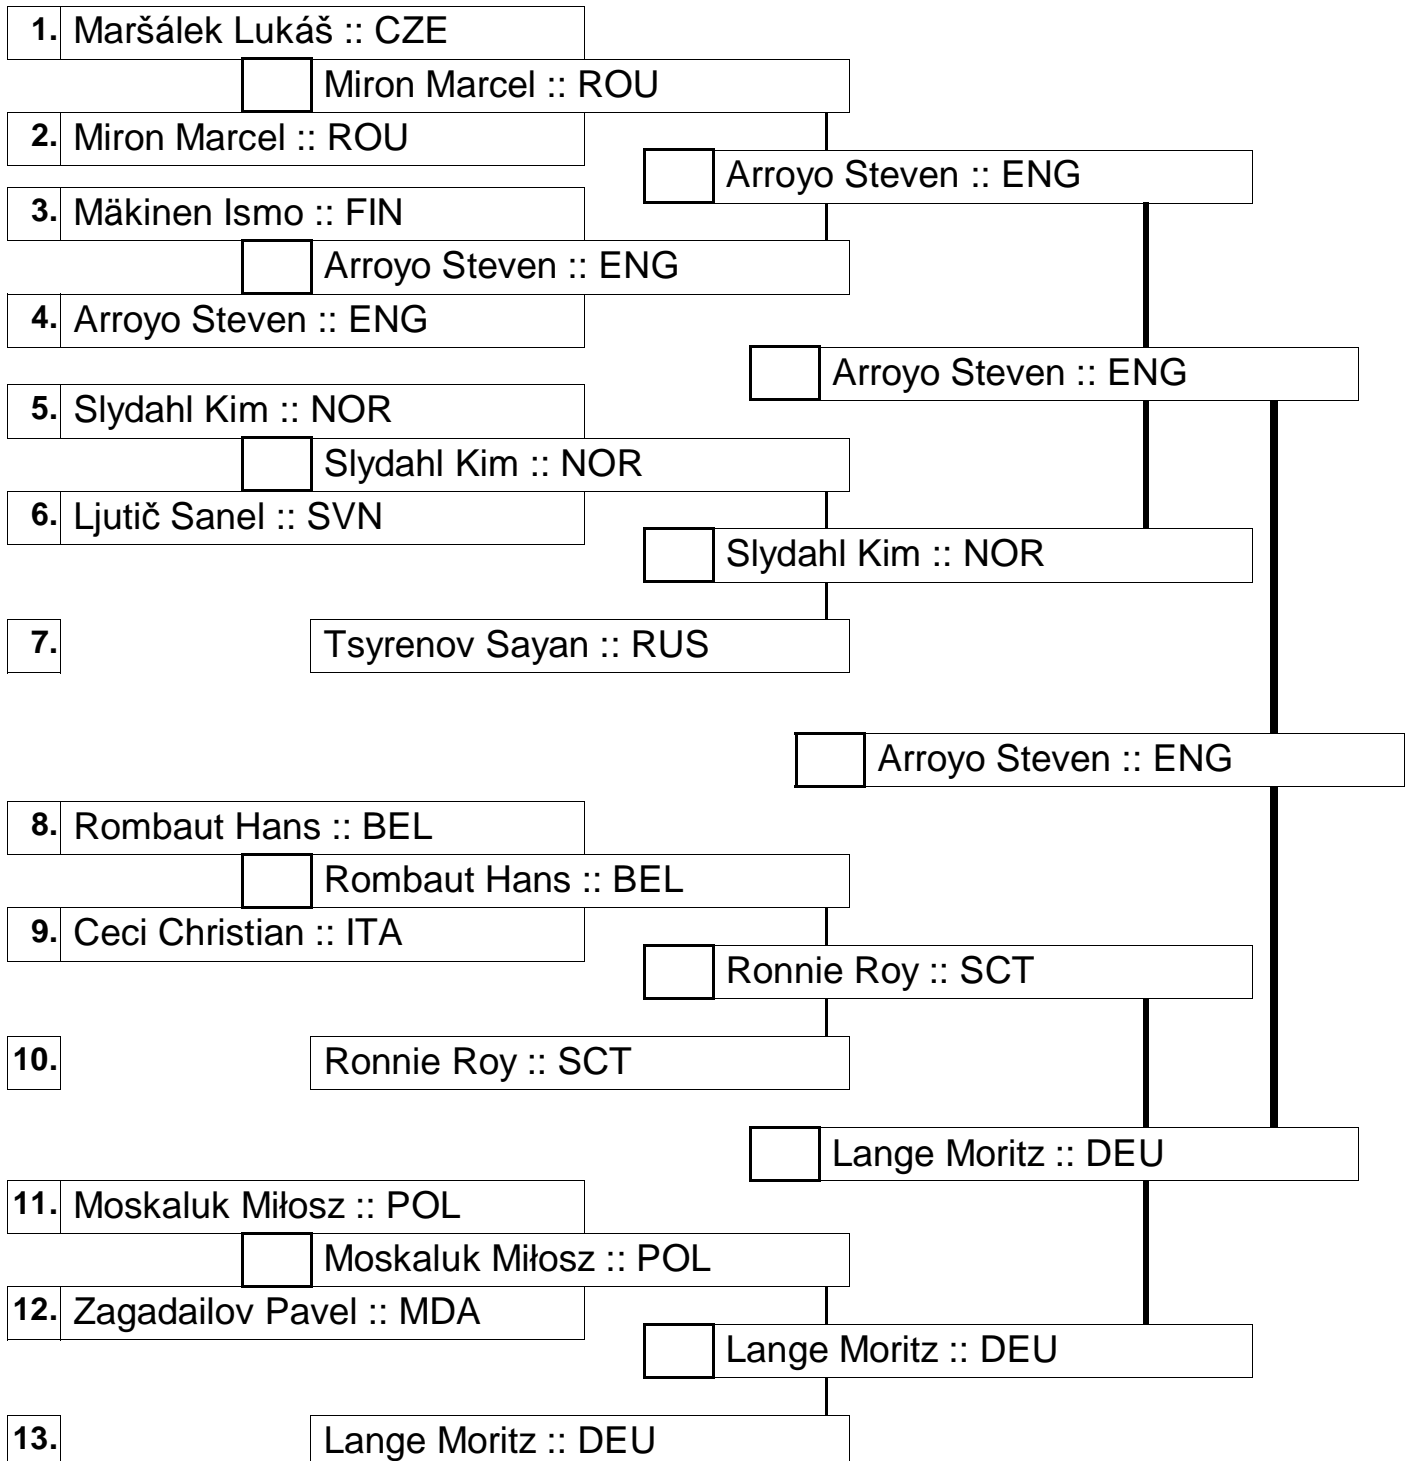 1. Maršálek Lukáš :: CZE
Miron Marcel :: ROU
2. Miron Marcel :: ROU
Arroyo Steven :: ENG
3. Mäkinen Ismo :: FIN
Arroyo Steven :: ENG
4. Arroyo Steven :: ENG
Arroyo Steven :: ENG
5. Slydahl Kim :: NOR
Slydahl Kim :: NOR
6. Ljutič Sanel :: SVN
Slydahl Kim :: NOR
7. Tsyrenov Sayan :: RUS
Arroyo Steven :: ENG
8. Rombaut Hans :: BEL
Rombaut Hans :: BEL
9. Ceci Christian :: ITA
Ronnie Roy :: SCT
10. Ronnie Roy :: SCT
Lange Moritz :: DEU
11. Moskaluk Miłosz :: POL
Moskaluk Miłosz :: POL
12. Zagadailov Pavel :: MDA
Lange Moritz :: DEU
13. Lange Moritz :: DEU